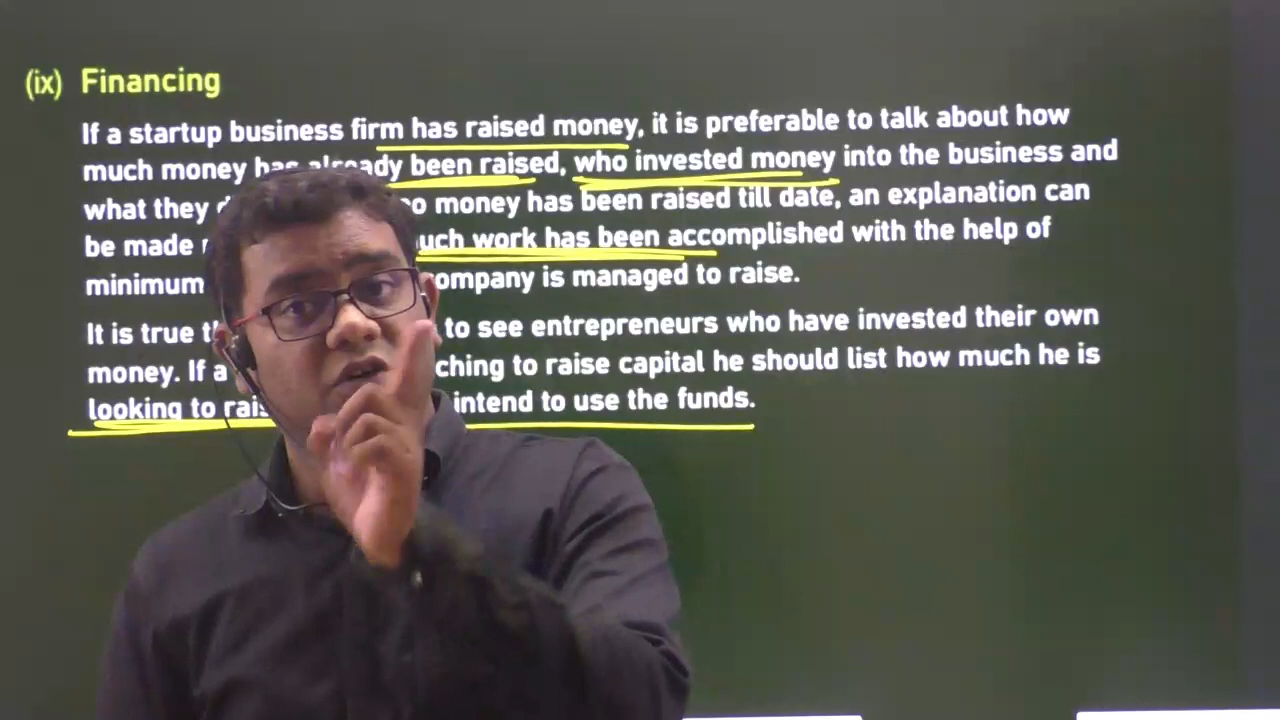 (ix) Financing
If a startup business firm has raised money, it is preferable to talk about how
much money has already been raised, who invested money into the business and
what they no money has been raised till date, an explanation can
be made much work has been accomplished with the help of
minimum company is managed to raise.
It is true to see entrepreneurs who have invested their own
money. If a to raise capital he should list how much he is
looking to intend to use the funds.